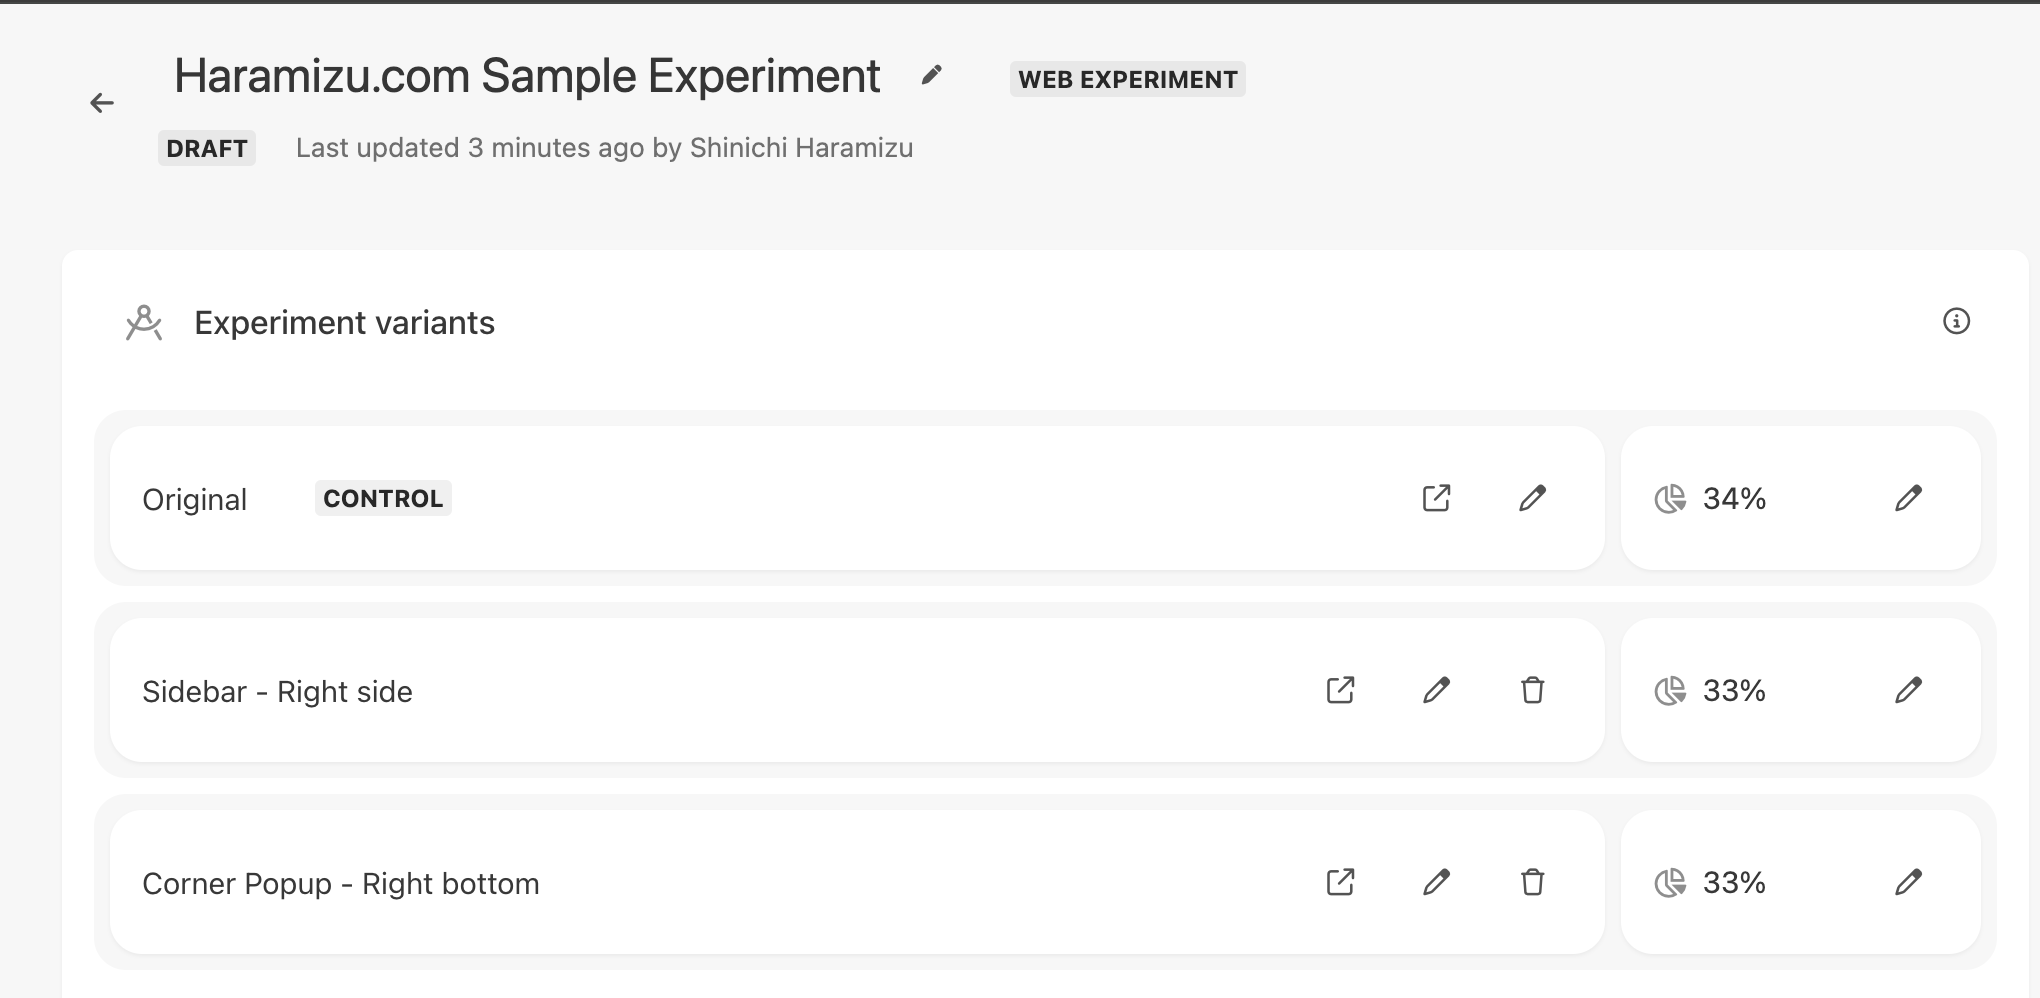 Haramizu.com Sample Experiment WEB EXPERIMENT
DRAFT Last updated 3 minutes ago by Shinichi Haramizu
Experiment variants
Original CONTROL 34%
Sidebar - Right side 33%
Corner Popup - Right bottom 33%